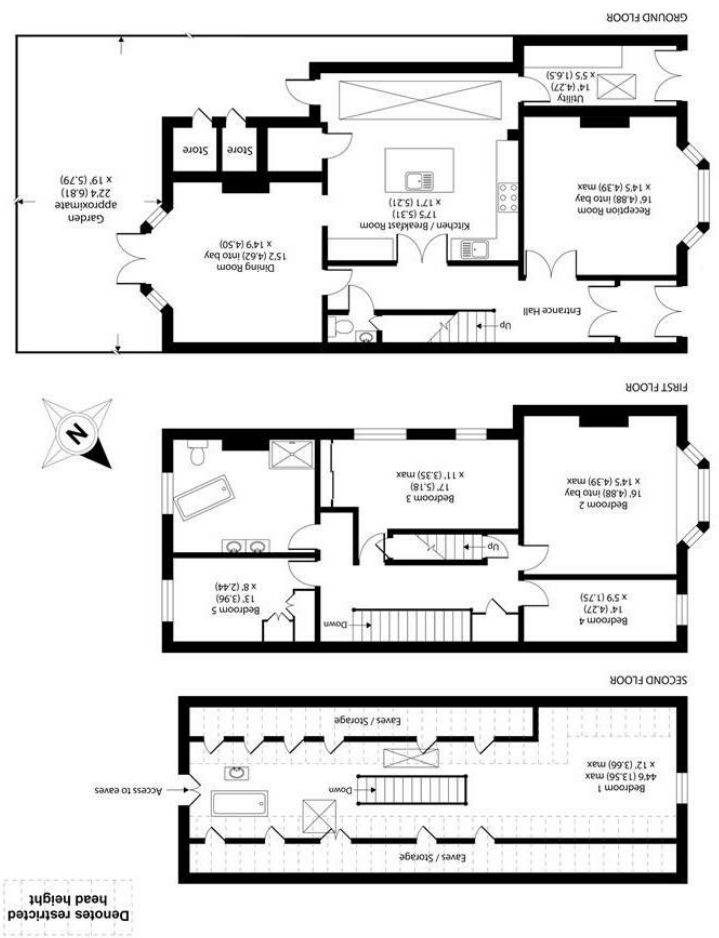 Denotes restricted
head height
Eaves / Storage
Bedroom 1
44'6 (13.56) max
x 12' (3.66) max
Down
Access to eaves
Eaves / Storage
SECOND FLOOR
Bedroom 4
14' (4.27)
x 5'9 (1.75)
Down
Bedroom 5
13' (3.96)
x 8' (2.44)
Up
Bedroom 2
16' (4.88) into bay
x 14'5 (4.39) max
Bedroom 3
17' (5.18)
x 11' (3.35) max
N
FIRST FLOOR
Entrance Hall
Up
Reception Room
16' (4.88) into bay
x 14'5 (4.39) max
Kitchen / Breakfast Room
17'5 (5.31)
x 1'7'1 (5.21)
Dining Room
15'2 (4.62) into bay
x 14'9 (4.50)
Garden
approximate
22'4 (6.81)
x 19' (5.79)
Store
Store
Utility
14' (4.27)
x 5'5 (1.6.5)
GROUND FLOOR